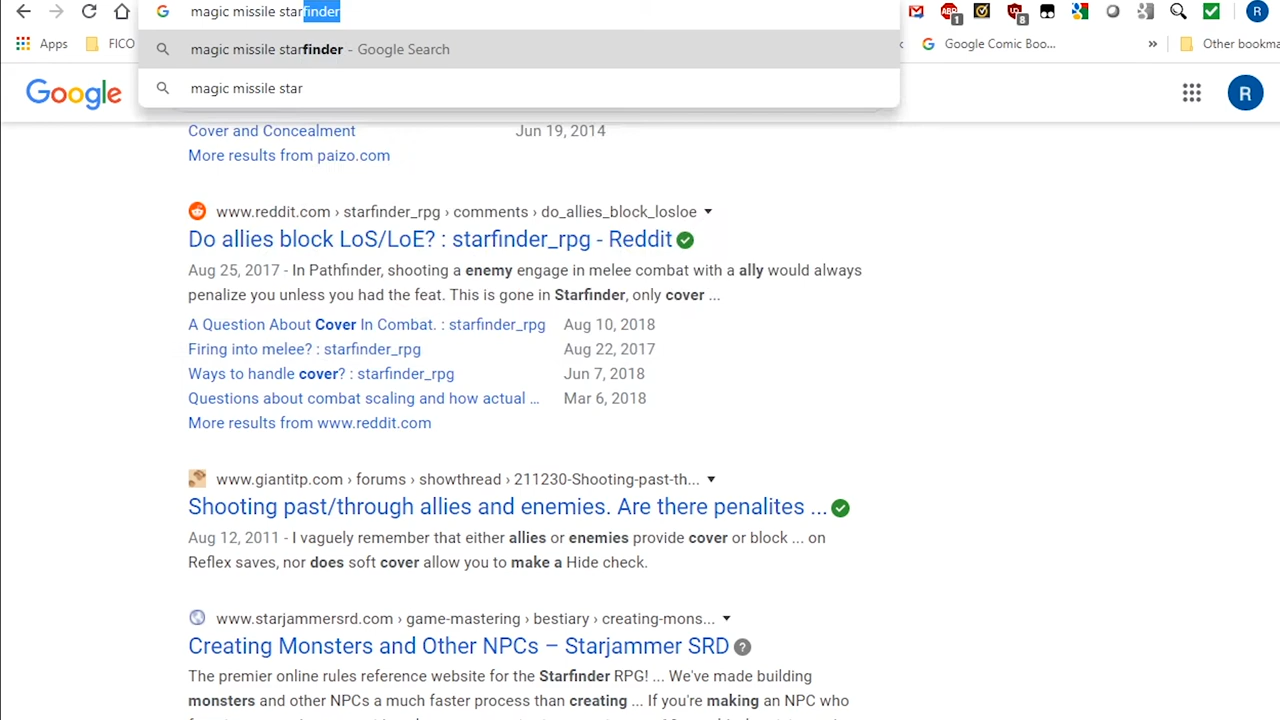 magic missile starfinder
magic missile starfinder - Google Search
magic missile star
ABP
1
8
R
Apps
FICO
Google Comic Boo...
»
Other bookma
Google
R
Cover and Concealment Jun 19, 2014
More results from paizo.com
www.reddit.com › starfinder_rpg › comments › do_allies_block_losloe
Do allies block LoS/LoE? : starfinder_rpg - Reddit
Aug 25, 2017 - In Pathfinder, shooting a enemy engage in melee combat with a ally would always
penalize you unless you had the feat. This is gone in Starfinder, only cover ...
A Question About Cover In Combat. : starfinder_rpg Aug 10, 2018
Firing into melee? : starfinder_rpg Aug 22, 2017
Ways to handle cover? : starfinder_rpg Jun 7, 2018
Questions about combat scaling and how actual ... Mar 6, 2018
More results from www.reddit.com
www.giantitp.com › forums › showthread › 211230-Shooting-past-th...
Shooting past/through allies and enemies. Are there penalites ...
Aug 12, 2011 - I vaguely remember that either allies or enemies provide cover or block ... on
Reflex saves, nor does soft cover allow you to make a Hide check.
www.starjammersrd.com › game-mastering › bestiary › creating-mons...
Creating Monsters and Other NPCs – Starjammer SRD
The premier online rules reference website for the Starfinder RPG! ... We've made building
monsters and other NPCs a much faster process than creating ... If you're making an NPC who